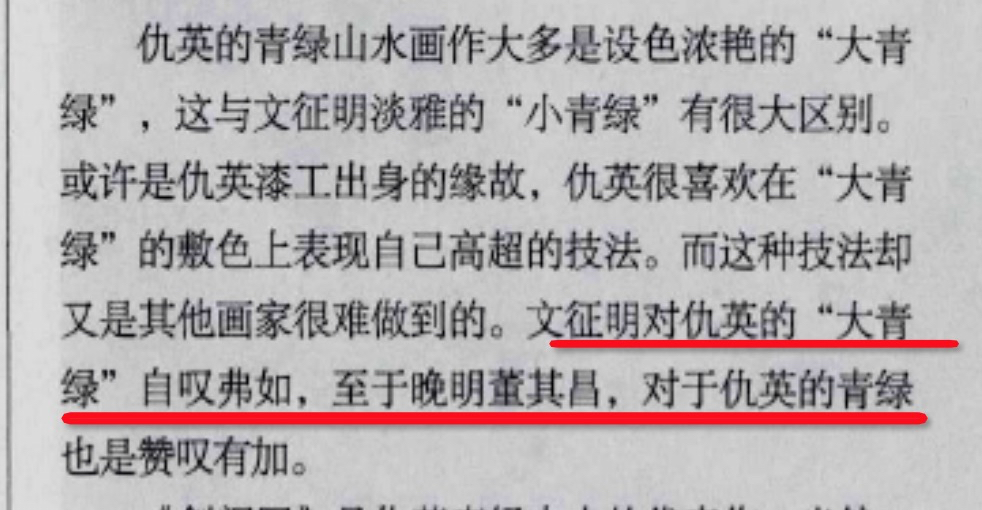 仇英的青绿山水画作大多是设色浓艳的“大青
绿”，这与文征明淡雅的“小青绿”有很大区别。
或许是仇英漆工出身的缘故，仇英很喜欢在“大青
绿”的敷色上表现自己高超的技法。而这种技法却
又是其他画家很难做到的。文征明对仇英的“大青
绿”自叹弗如，至于晚明董其昌，对于仇英的青绿
也是赞叹有加。